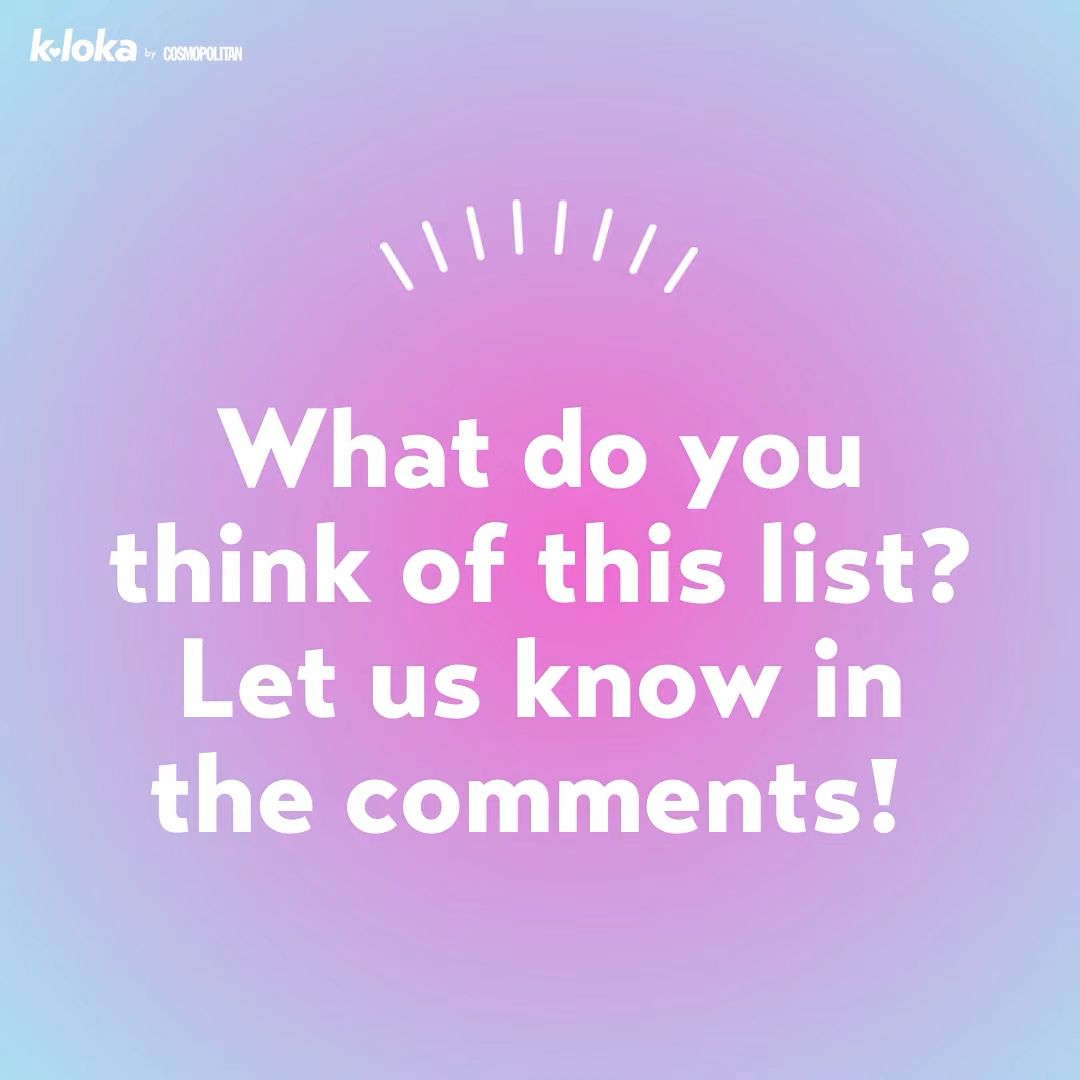 k loka by COSMOPOLITAN
What do you
think of this list?
Let us know in
the comments!